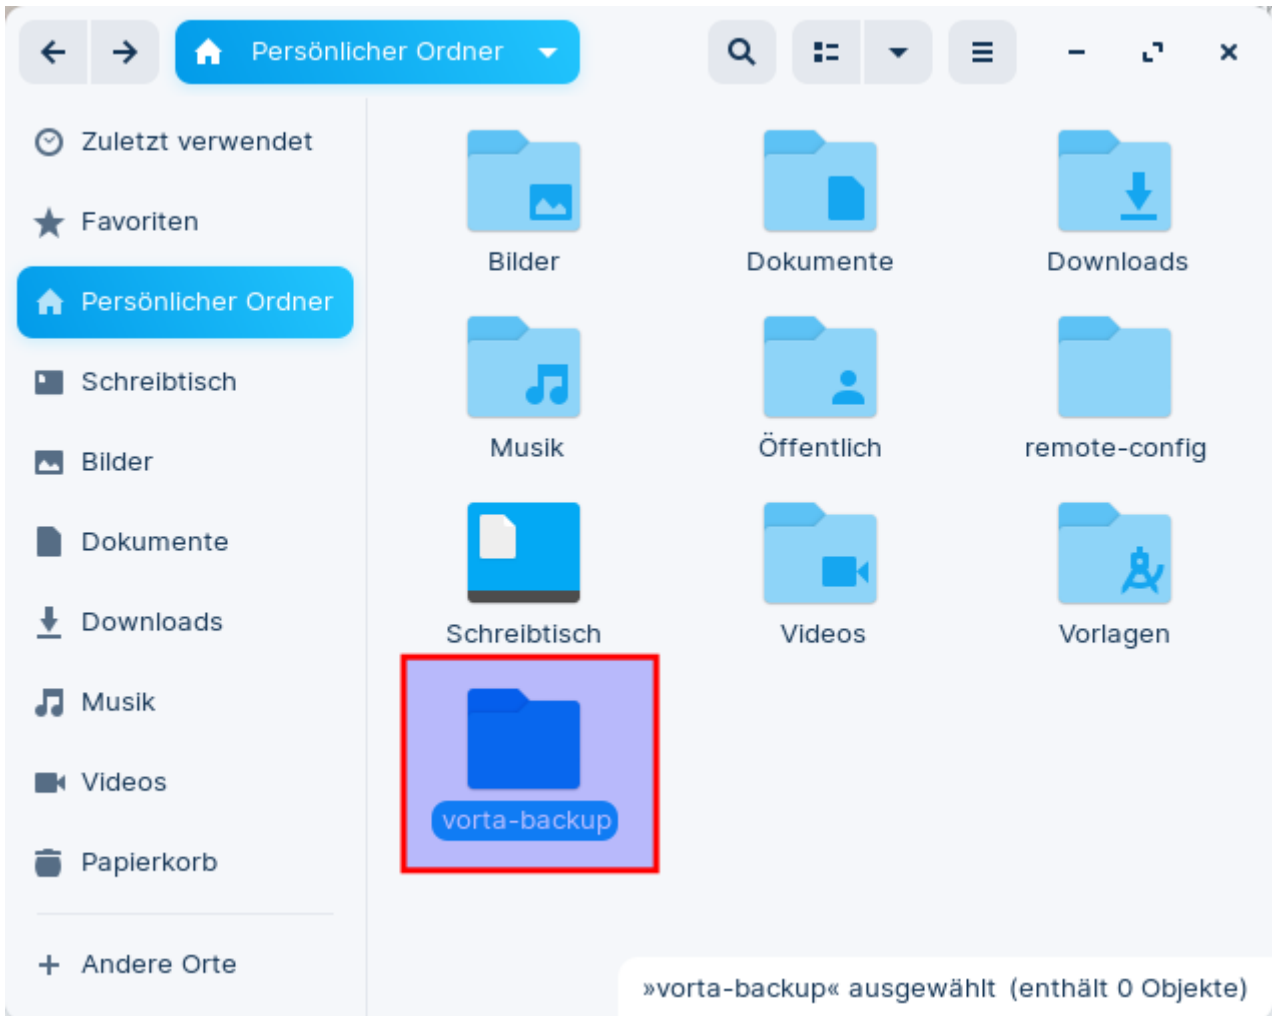 Persönlicher Ordner
Zuletzt verwendet
Favoriten
Persönlicher Ordner
Schreibtisch
Bilder
Dokumente
Downloads
Musik
Videos
Papierkorb
Andere Orte
Bilder
Dokumente
Downloads
Musik
Öffentlich
remote-config
Schreibtisch
Videos
Vorlagen
vorta-backup
»vorta-backup« ausgewählt (enthält 0 Objekte)